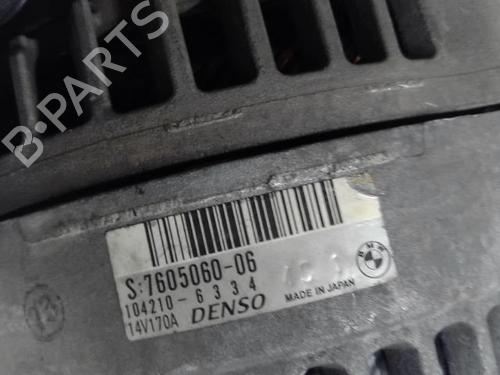 B-PARTS
S:7605060-06
104210-6334
14V170A DENSO MADE IN JAPAN
BMW